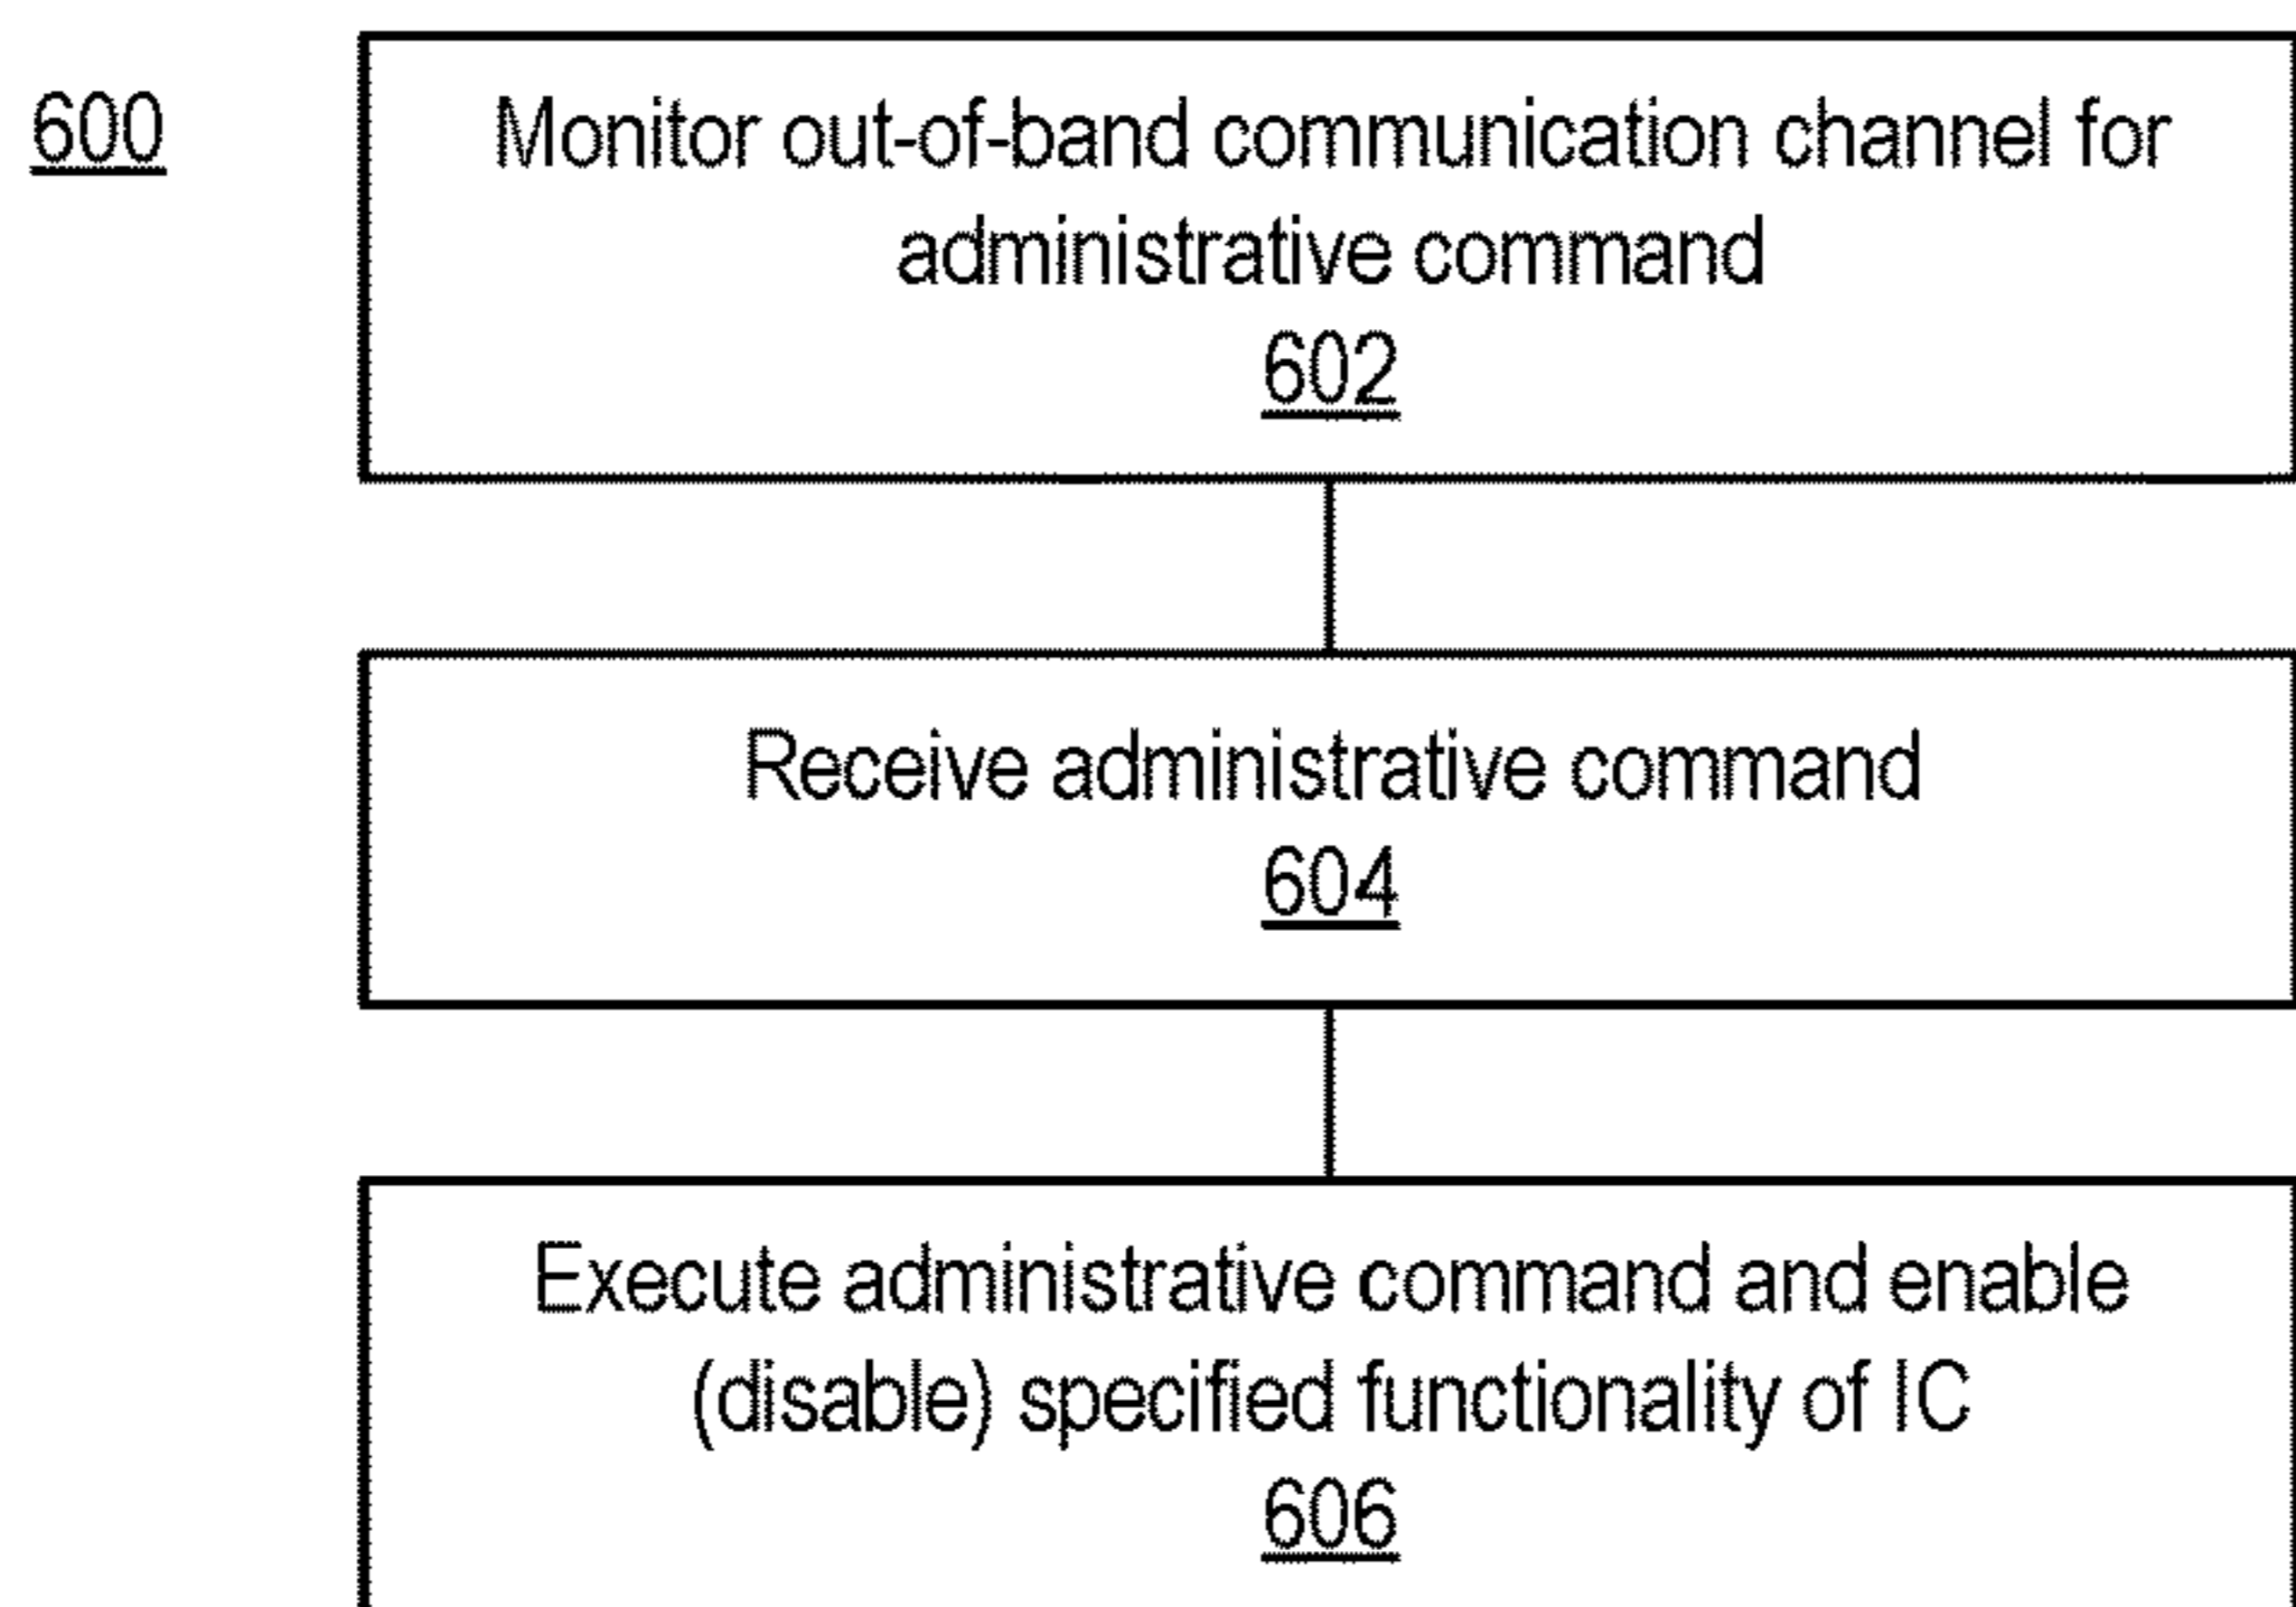 600
Monitor out-of-band communication channel for
administrative command
602
Receive administrative command
604
Execute administrative command and enable
(disable) specified functionality of IC
606